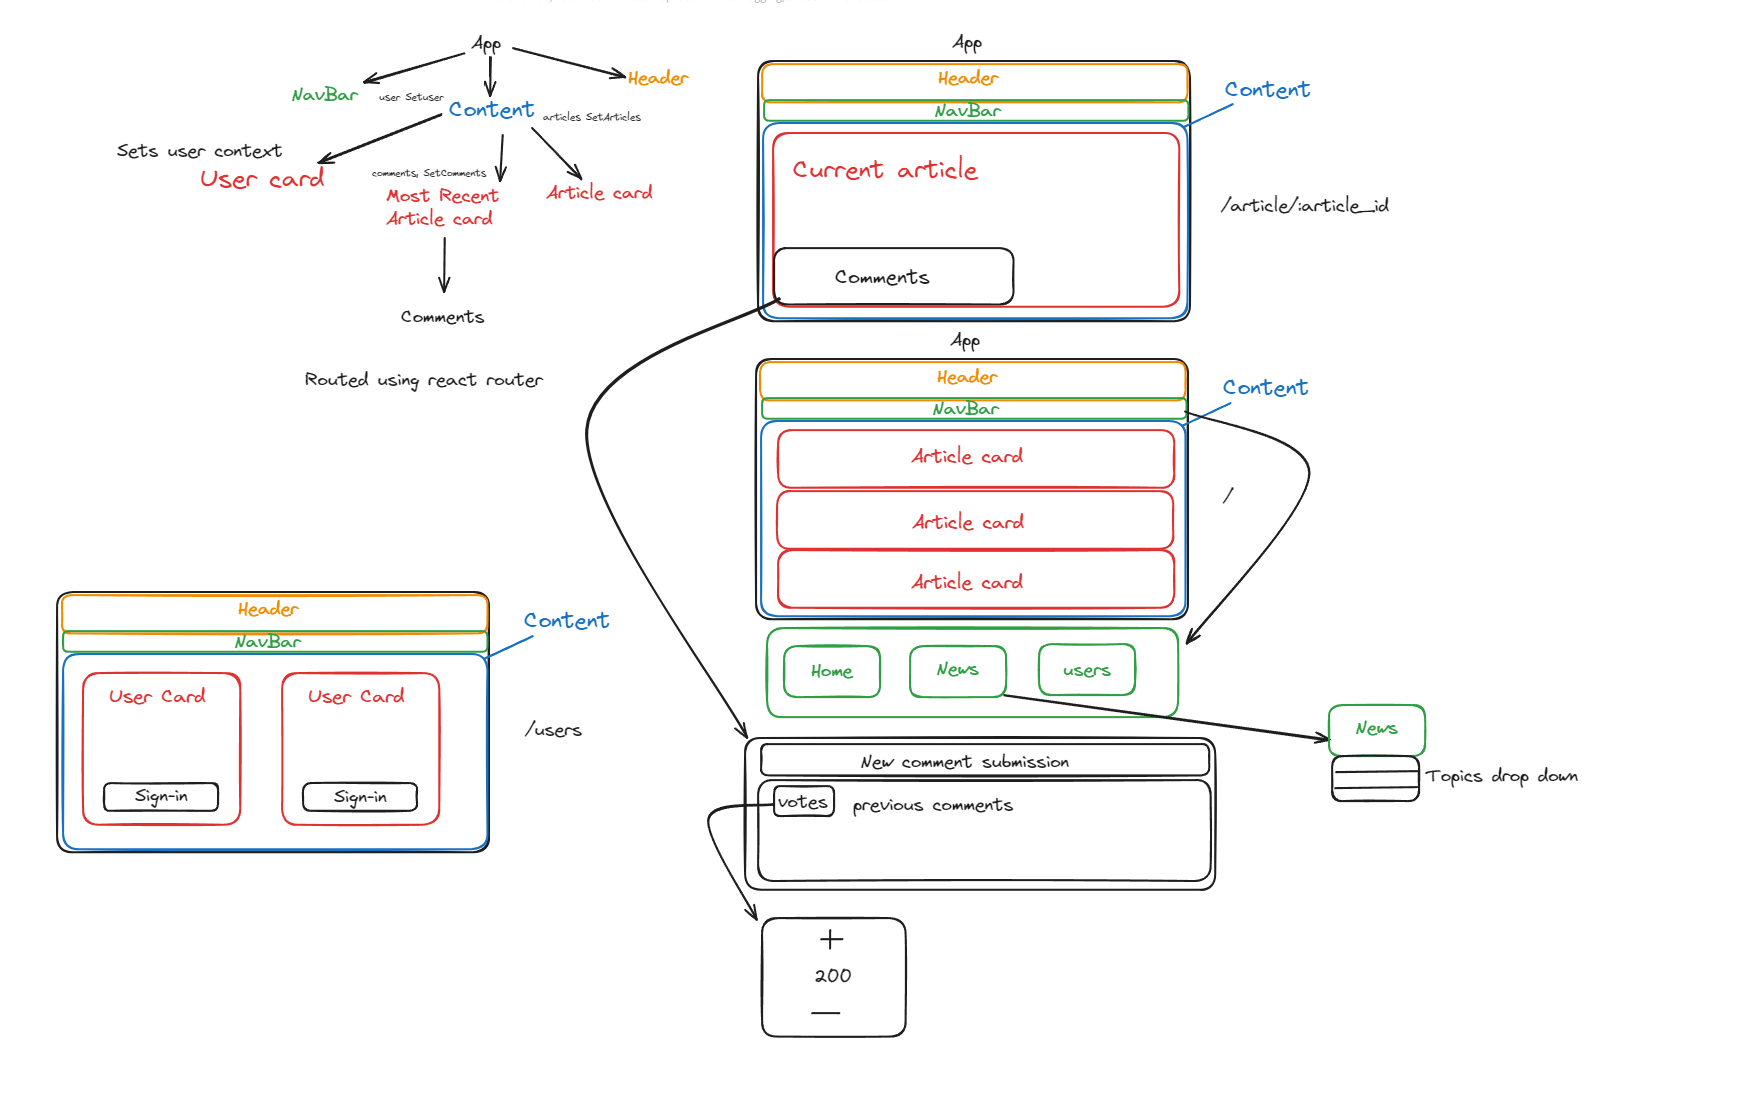 App
NavBar
Header
user Setuser
Content
articles SetArticles
Sets user context
User card
comments, SetComments
Most Recent
Article card
Article card
Comments
Routed using react router
App
Header
NavBar
Content
Current article
Comments
/article/:article_id
App
Header
NavBar
Content
Article card
Article card
Article card
/
Home
News
users
Header
NavBar
Content
User Card
User Card
Sign-in
Sign-in
/users
News
Topics drop down
New comment submission
votes
previous comments
+
200
—